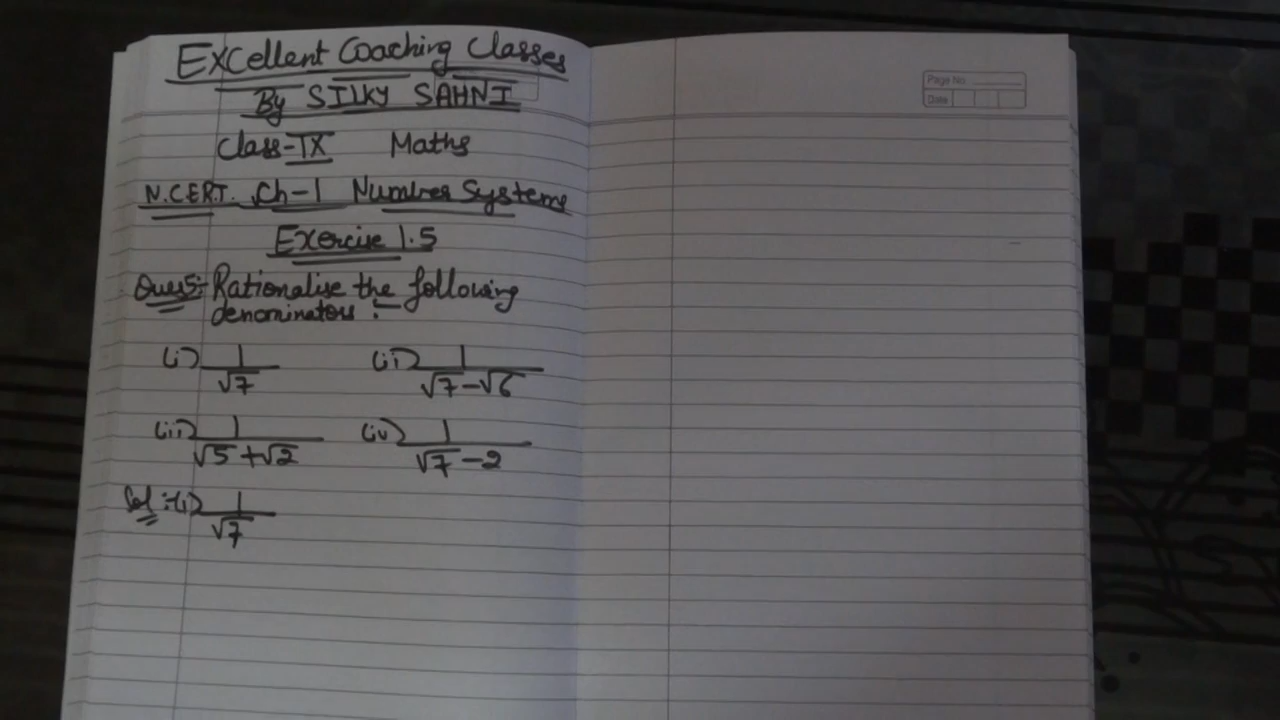 Excellent Coaching Classes
By SILKY SAHNI
Class-IX Maths
N.CERT. Ch-1 Number Systems
Exercise 1.5
Ques5:- Rationalise the following
denominators :-
(i) 1/√7 (ii) 1/√7-√6
(iii) 1/√5+√2 (iv) 1/√7-2
Sol:-(i) 1/√7
Page No
Date